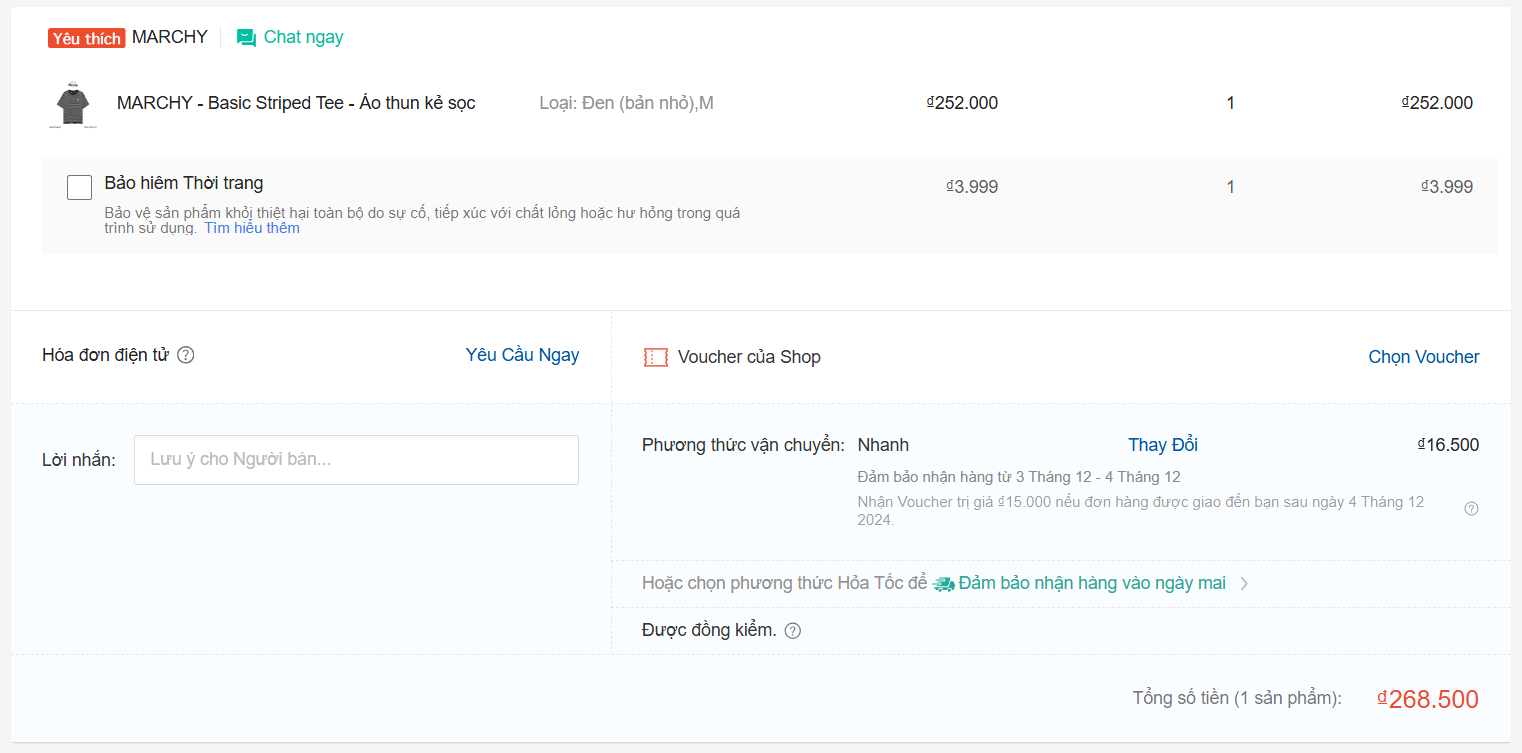 Yêu thích MARCHY Chat ngay
MARCHY - Basic Striped Tee - Áo thun kẻ sọc Loại: Đen (bản nhỏ),M ₫252.000 1 ₫252.000
Bảo hiểm Thời trang ₫3.999 1 ₫3.999
Bảo vệ sản phẩm khỏi thiệt hại toàn bộ do sự cố, tiếp xúc với chất lỏng hoặc hư hỏng trong quá
trình sử dụng. Tìm hiểu thêm
Hóa đơn điện tử Yêu Cầu Ngay
Voucher của Shop Chọn Voucher
Lời nhắn: Lưu ý cho Người bán...
Phương thức vận chuyển: Nhanh Thay Đổi ₫16.500
Đảm bảo nhận hàng từ 3 Tháng 12 - 4 Tháng 12
Nhận Voucher trị giá ₫15.000 nếu đơn hàng được giao đến bạn sau ngày 4 Tháng 12
2024.
Hoặc chọn phương thức Hỏa Tốc để Đảm bảo nhận hàng vào ngày mai
Được đồng kiểm.
Tổng số tiền (1 sản phẩm): ₫268.500